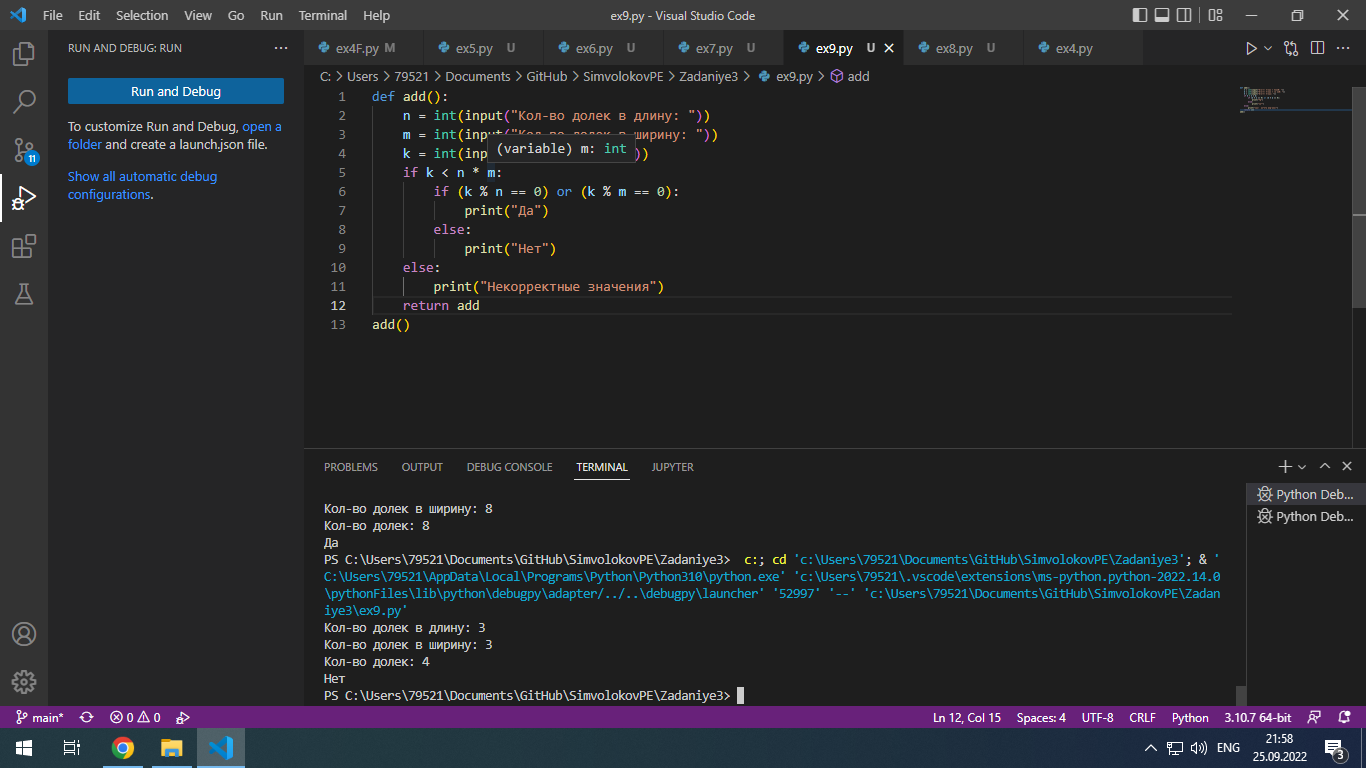 File Edit Selection View Go Run Terminal Help
ex9.py - Visual Studio Code
RUN AND DEBUG: RUN
Run and Debug
To customize Run and Debug, open a
folder and create a launch.json file.
Show all automatic debug
configurations.
11
ex4F.py M ex5.py U ex6.py U ex7.py U ex9.py U ex8.py U ex4.py
C: > Users > 79521 > Documents > GitHub > SimvolokovPE > Zadaniye3 > ex9.py > add
1 def add():
2 n = int(input("Кол-во долек в длину: "))
3 m = int(input("Кол-во долек в ширину: "))
4 k = int(inp "))
(variable) m: int
5 if k < n * m:
6 if (k % n == 0) or (k % m == 0):
7 print("Да")
8 else:
9 print("Нет")
10 else:
11 print("Некорректные значения")
12 return add
13 add()
PROBLEMS OUTPUT DEBUG CONSOLE TERMINAL JUPYTER
Python Deb...
Python Deb...
Кол-во долек в ширину: 8
Кол-во долек: 8
Да
PS C:\Users\79521\Documents\GitHub\SimvolokovPE\Zadaniye3> c:; cd 'c:\Users\79521\Documents\GitHub\SimvolokovPE\Zadaniye3'; & '
C:\Users\79521\AppData\Local\Programs\Python\Python310\python.exe' 'c:\Users\79521\.vscode\extensions\ms-python.python-2022.14.0
\pythonFiles\lib\python\debugpy\adapter/../..\debugpy\launcher' '52997' '--' 'c:\Users\79521\Documents\GitHub\SimvolokovPE\Zadan
iye3\ex9.py'
Кол-во долек в длину: 3
Кол-во долек в ширину: 3
Кол-во долек: 4
Нет
PS C:\Users\79521\Documents\GitHub\SimvolokovPE\Zadaniye3>
main* 0 0 Ln 12, Col 15 Spaces: 4 UTF-8 CRLF Python 3.10.7 64-bit
ENG
21:58
25.09.2022
3